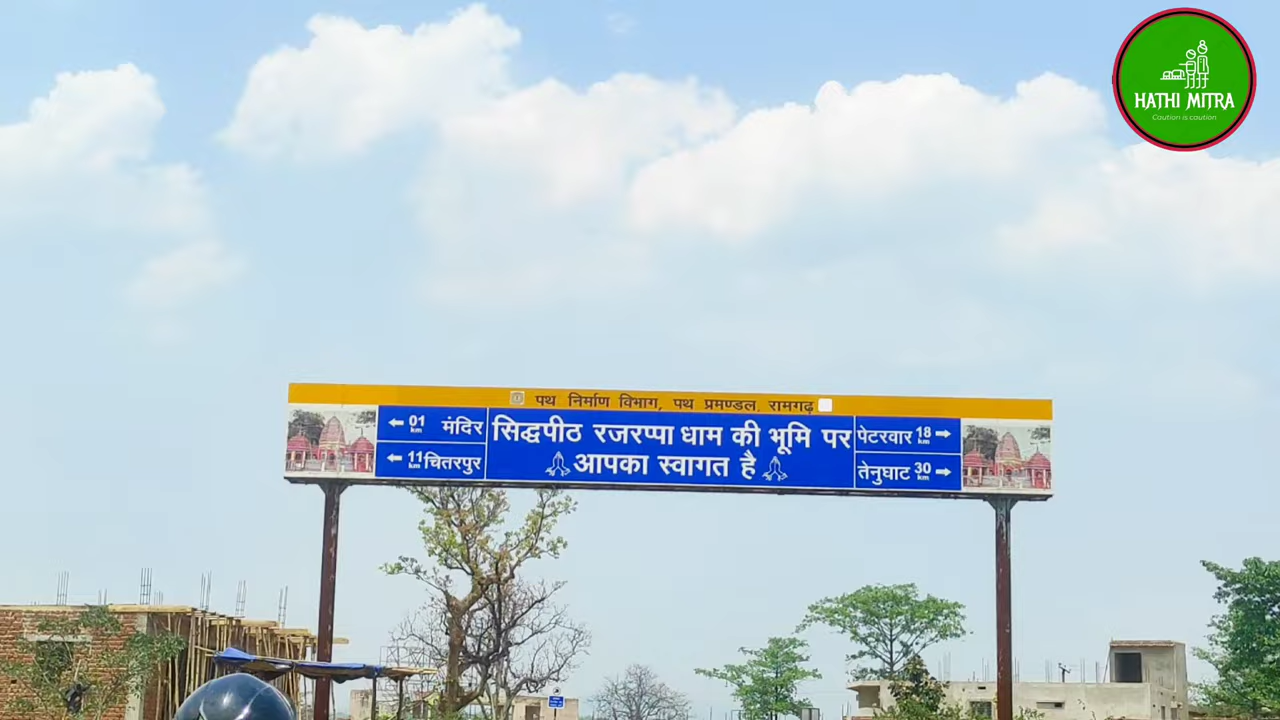 HATHI MITRA
Caution is caution
पथ निर्माण विभाग, पथ प्रमण्डल, रामगढ़
← 01 km मंदिर
← 11 km चितरपुर
सिद्धपीठ रजरप्पा धाम की भूमि पर
आपका स्वागत है
पेटरवार 18 km →
तेनुघाट 30 km →